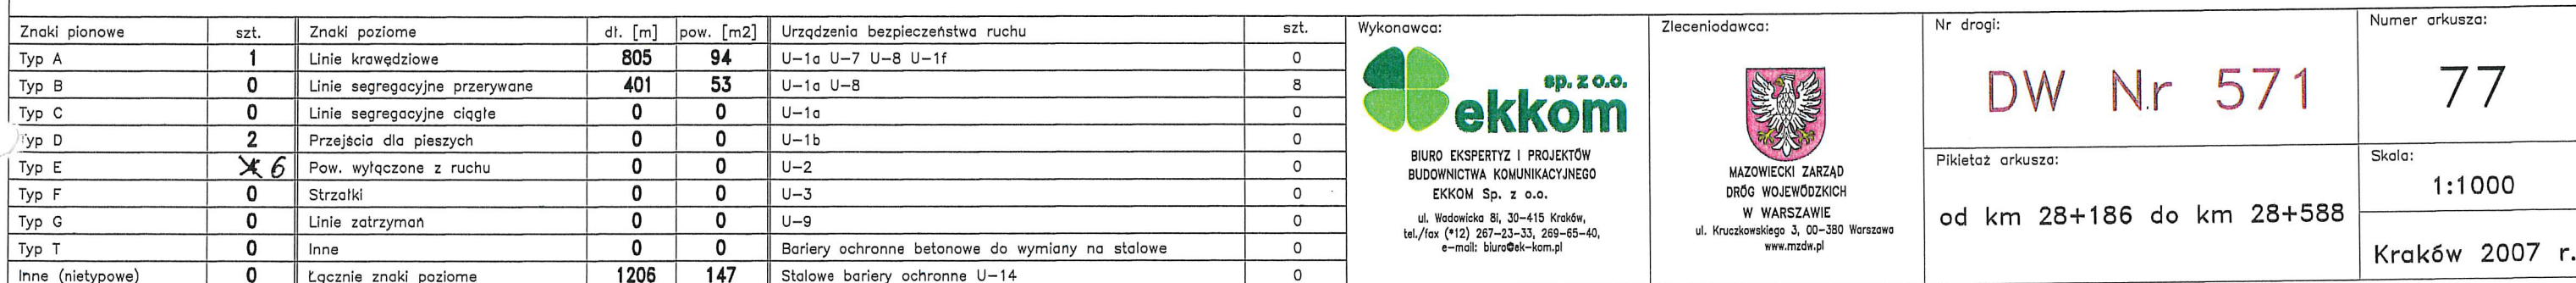 Znaki pionowe szt. Znaki poziome dł. [m] pow. [m2] Urządzenia bezpieczeństwa ruchu szt.
Typ A 1 Linie krawędziowe 805 94 U-1a U-7 U-8 U-1f 0
Typ B 0 Linie segregacyjne przerywane 401 53 U-1a U-8 8
Typ C 0 Linie segregacyjne ciągłe 0 0 U-1a 0
Typ D 2 Przejścia dla pieszych 0 0 U-1b 0
Typ E 6 Pow. wyłączone z ruchu 0 0 U-2 0
Typ F 0 Strzałki 0 0 U-3 0
Typ G 0 Linie zatrzymań 0 0 U-9 0
Typ T 0 Inne 0 0 Bariery ochronne betonowe do wymiany na stalowe 0
Inne (nietypowe) 0 Łącznie znaki poziome 1206 147 Stalowe bariery ochronne U-14 0
Wykonawca:
sp. z o.o.
ekkom
BIURO EKSPERTYZ I PROJEKTÓW
BUDOWNICTWA KOMUNIKACYJNEGO
EKKOM Sp. z o.o.
ul. Wadowicka 8i, 30-415 Kraków,
tel./fax (*12) 267-23-33, 269-65-40,
e-mail: biuro@ek-kom.pl
Zleceniodawca:
MAZOWIECKI ZARZĄD
DRÓG WOJEWÓDZKICH
W WARSZAWIE
ul. Kruczkowskiego 3, 00-380 Warszawa
www.mzdw.pl
Nr drogi:
DW Nr 571
Pikietaż arkusza:
od km 28+186 do km 28+588
Numer arkusza:
77
Skala:
1:1000
Kraków 2007 r.